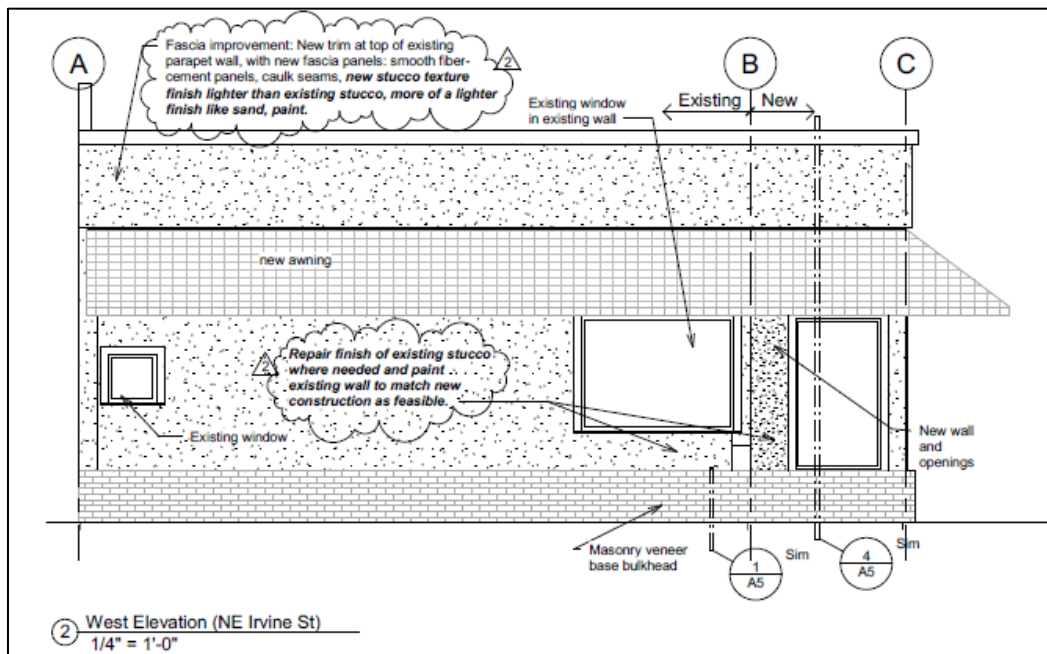 A
Fascia improvement: New trim at top of existing
parapet wall, with new fascia panels: smooth fiber-
cement panels, caulk seams, new stucco texture
finish lighter than existing stucco, more of a lighter
finish like sand, paint.
2
B
C
Existing window
in existing wall
Existing
New
new awning
2
Repair finish of existing stucco
where needed and paint
existing wall to match new
construction as feasible.
Existing window
New wall
and
openings
Masonry veneer
base bulkhead
1
A5
Sim
4
A5
Sim
2
West Elevation (NE Irvine St)
1/4" = 1'-0"